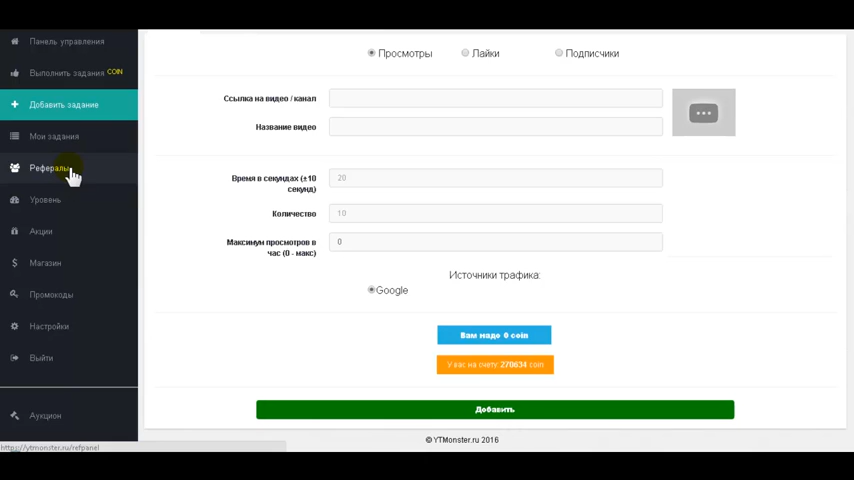 Панель управления
Выполнить задания COIN
Добавить задание
Мои задания
Рефералы
Уровень
Акции
Магазин
Промокоды
Настройки
Выйти
Аукцион
https://ytmonster.ru/refpanel
Просмотры
Лайки
Подписчики
Ссылка на видео / канал
Название видео
Время в секундах (±10
секунд)
20
Количество
10
Максимум просмотров в
час (0 - макс)
0
Источники трафика:
Google
Вам надо 0 coin
У вас на счету: 270634 coin
Добавить
© YTMonster.ru 2016